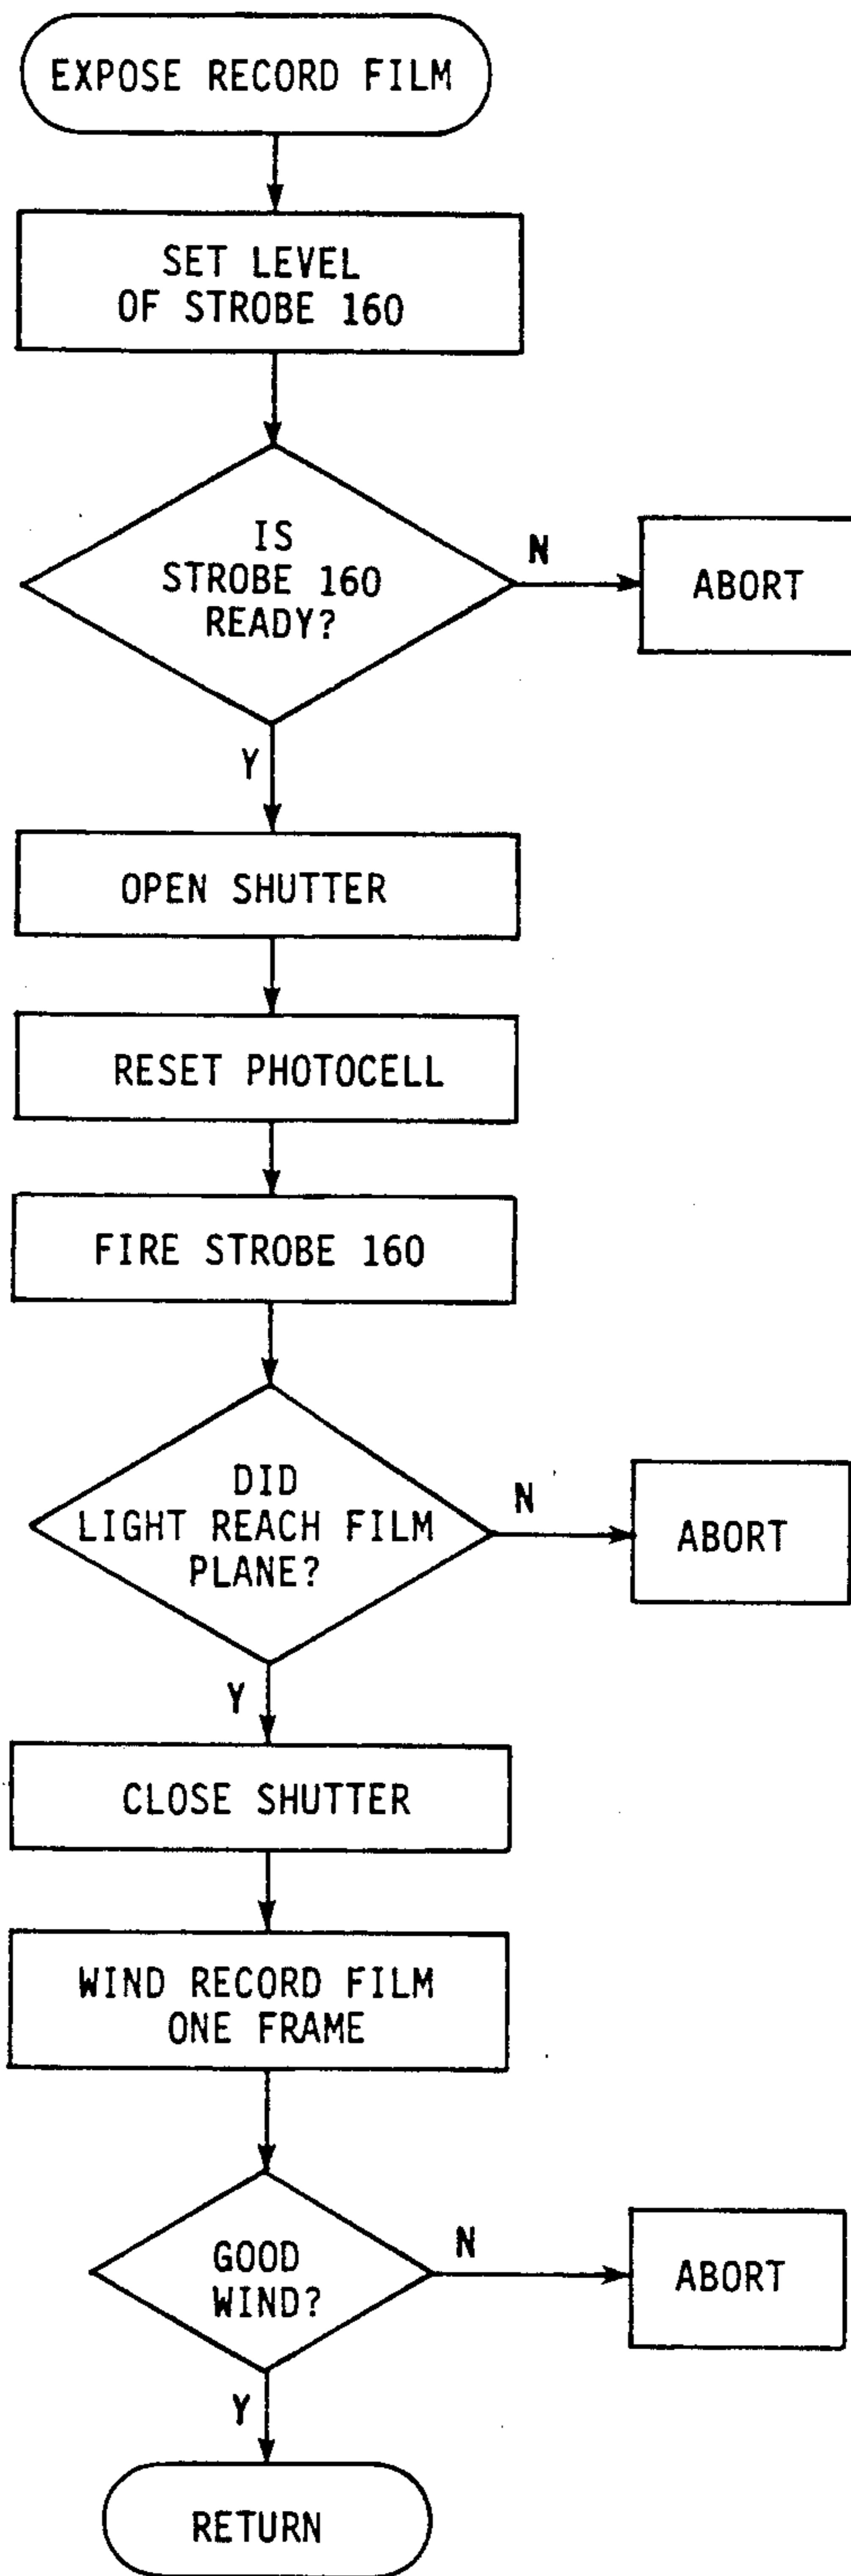 EXPOSE RECORD FILM
SET LEVEL
OF STROBE 160
IS
STROBE 160
READY?
N
ABORT
Y
OPEN SHUTTER
RESET PHOTOCELL
FIRE STROBE 160
DID
LIGHT REACH FILM
PLANE?
N
ABORT
Y
CLOSE SHUTTER
WIND RECORD FILM
ONE FRAME
GOOD
WIND?
N
ABORT
Y
RETURN